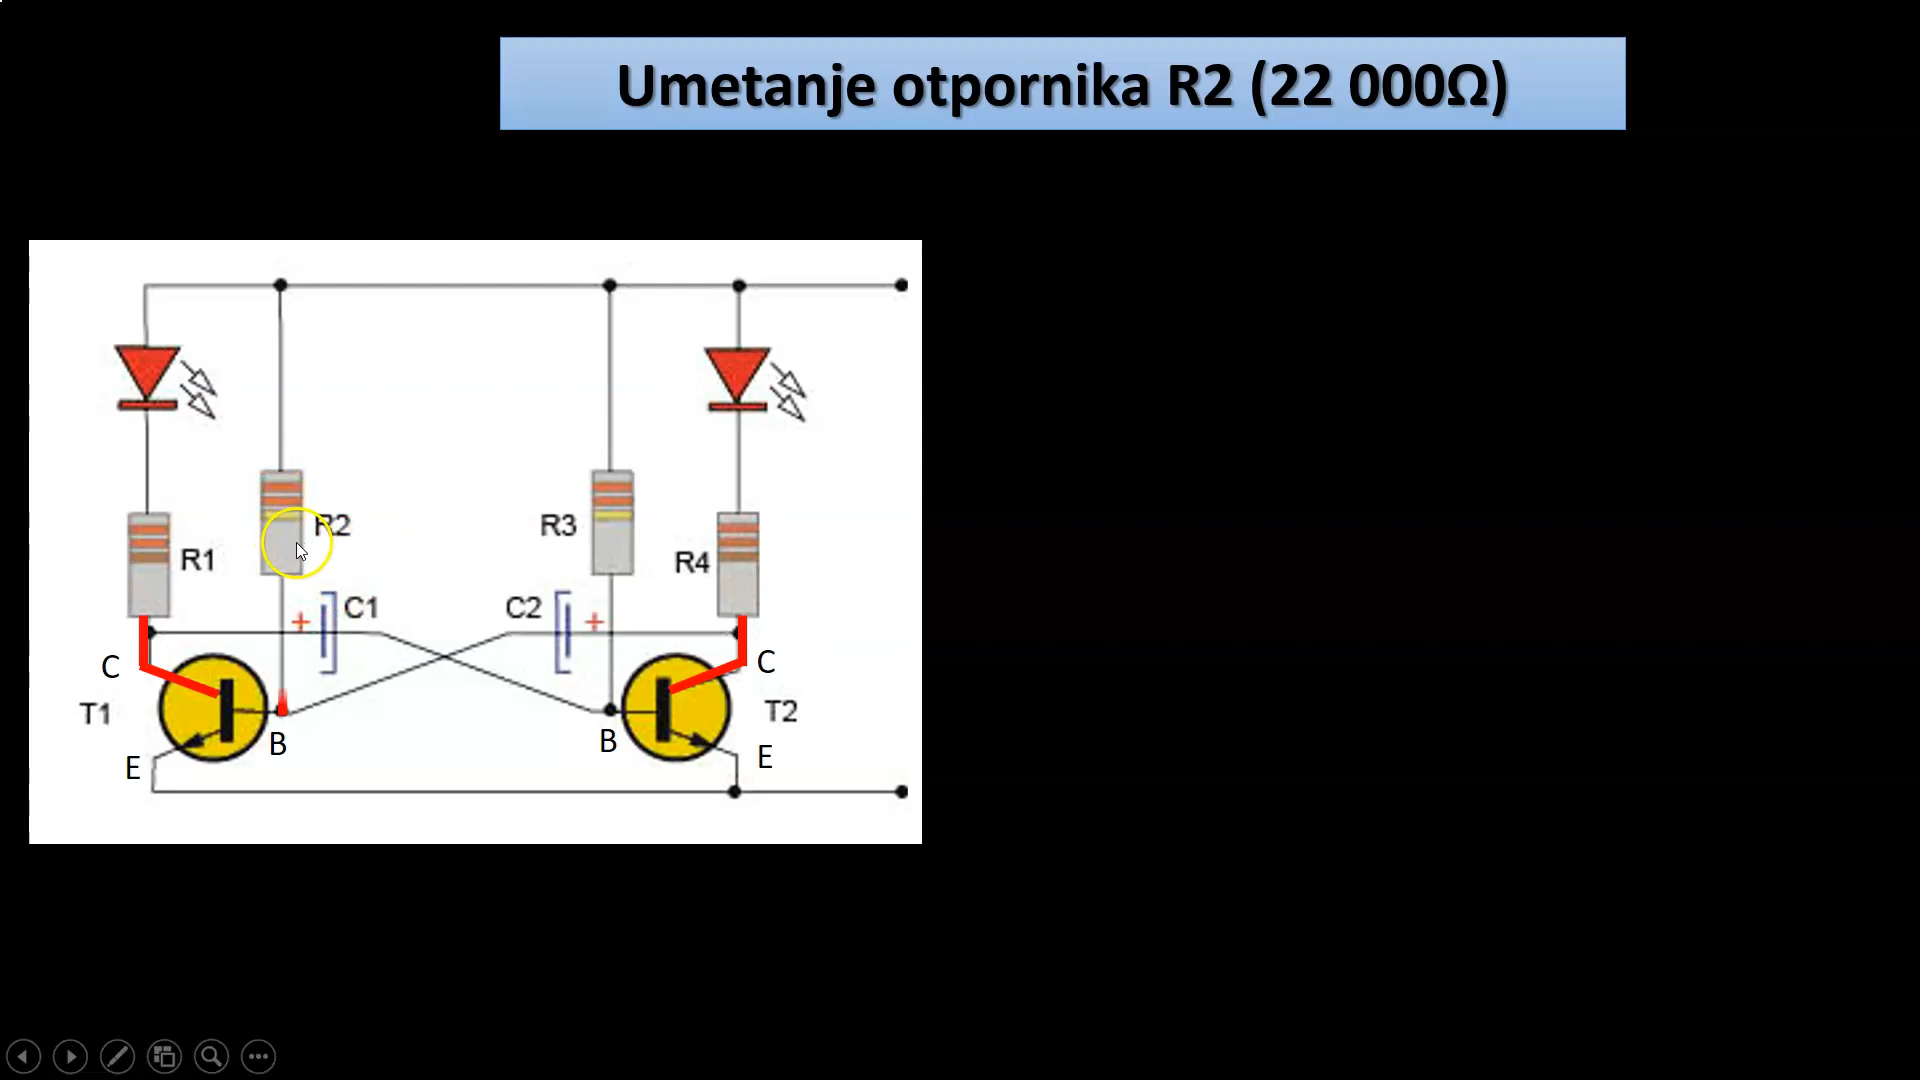 Umetanje otpornika R2 (22 000Ω)
R2
R3
R1
R4
+ C1
C2 +
C
C
T1
T2
B
B
E
E